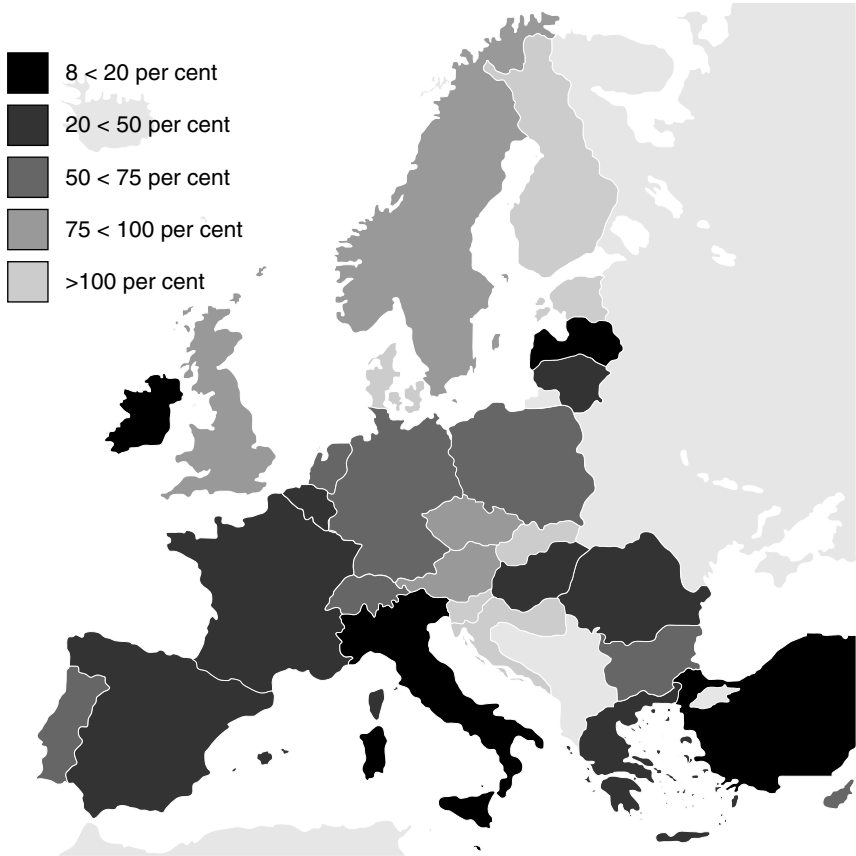 8 < 20 per cent
20 < 50 per cent
50 < 75 per cent
75 < 100 per cent
>100 per cent